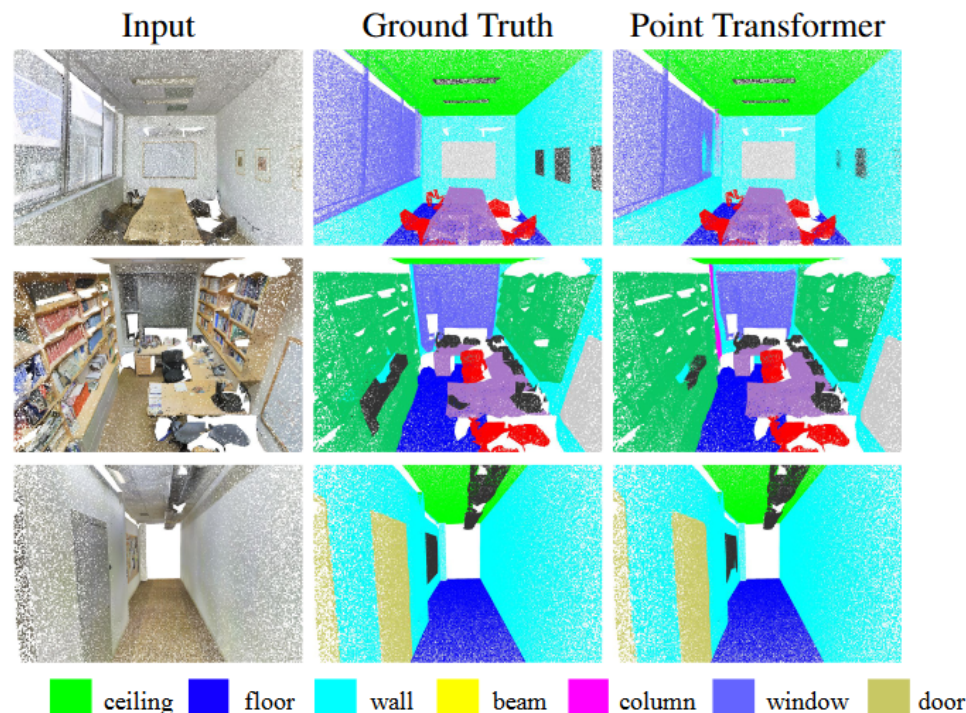 Input Ground Truth Point Transformer
ceiling floor wall beam column window door